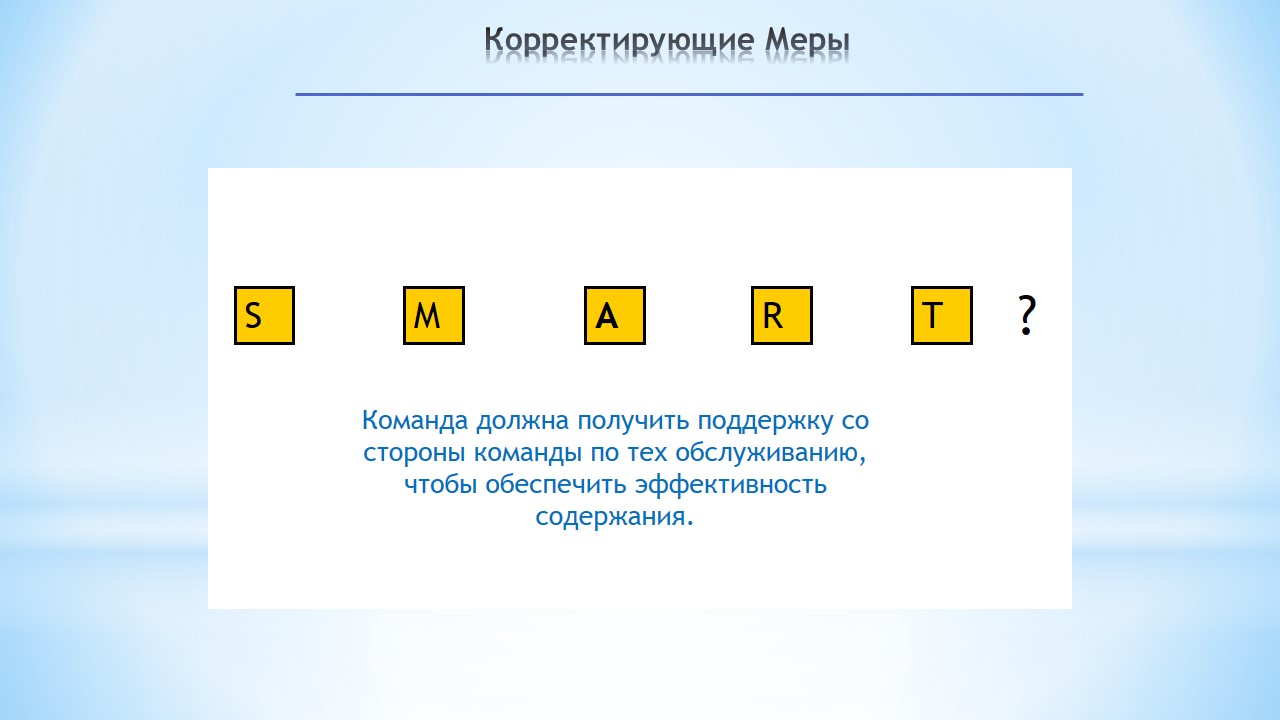 Корректирующие Меры
S M A R T ?
Команда должна получить поддержку со
стороны команды по тех обслуживанию,
чтобы обеспечить эффективность
содержания.